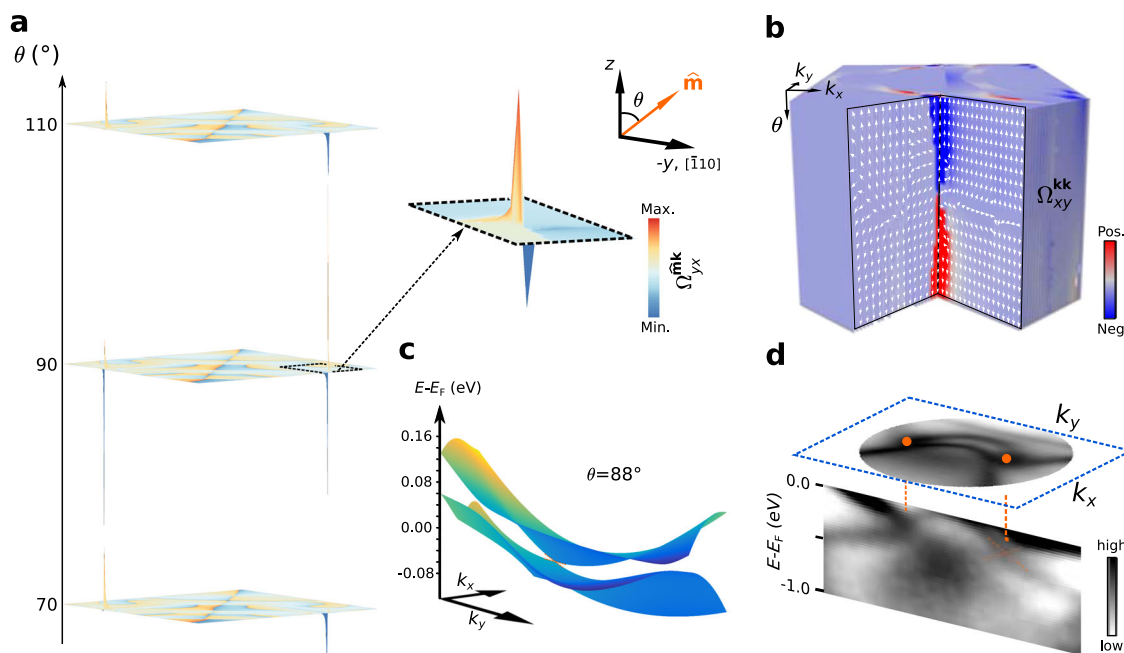 a
θ (°)
110
90
70
z
m̂
θ
-y, [1̄10]
Max.
Ω^m̂k_yx
Min.
b
k_y
k_x
θ
Ω^kk_xy
Pos.
Neg.
c
E-E_F (eV)
0.16
0.08
0.00
-0.08
θ=88°
k_x
k_y
d
k_y
k_x
0.0
E-E_F (eV)
-1.0
high
low